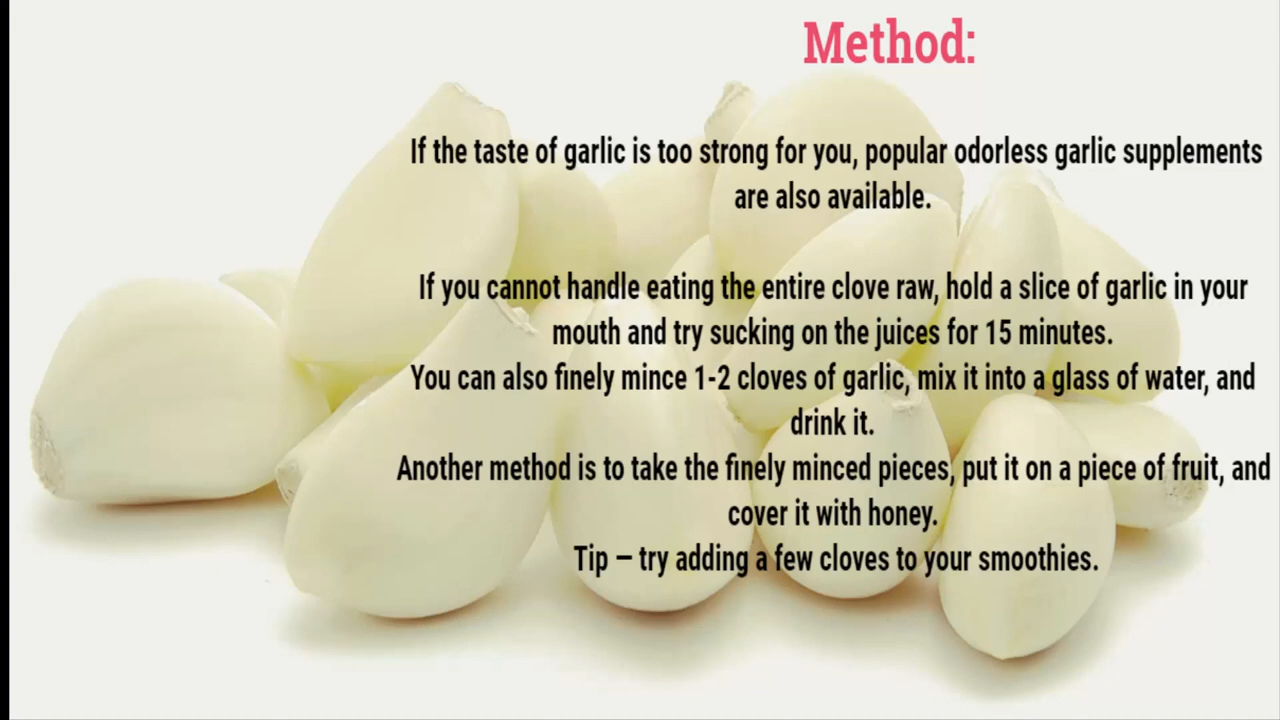 Method:
If the taste of garlic is too strong for you, popular odorless garlic supplements
are also available.
If you cannot handle eating the entire clove raw, hold a slice of garlic in your
mouth and try sucking on the juices for 15 minutes.
You can also finely mince 1-2 cloves of garlic, mix it into a glass of water, and
drink it.
Another method is to take the finely minced pieces, put it on a piece of fruit, and
cover it with honey.
Tip – try adding a few cloves to your smoothies.